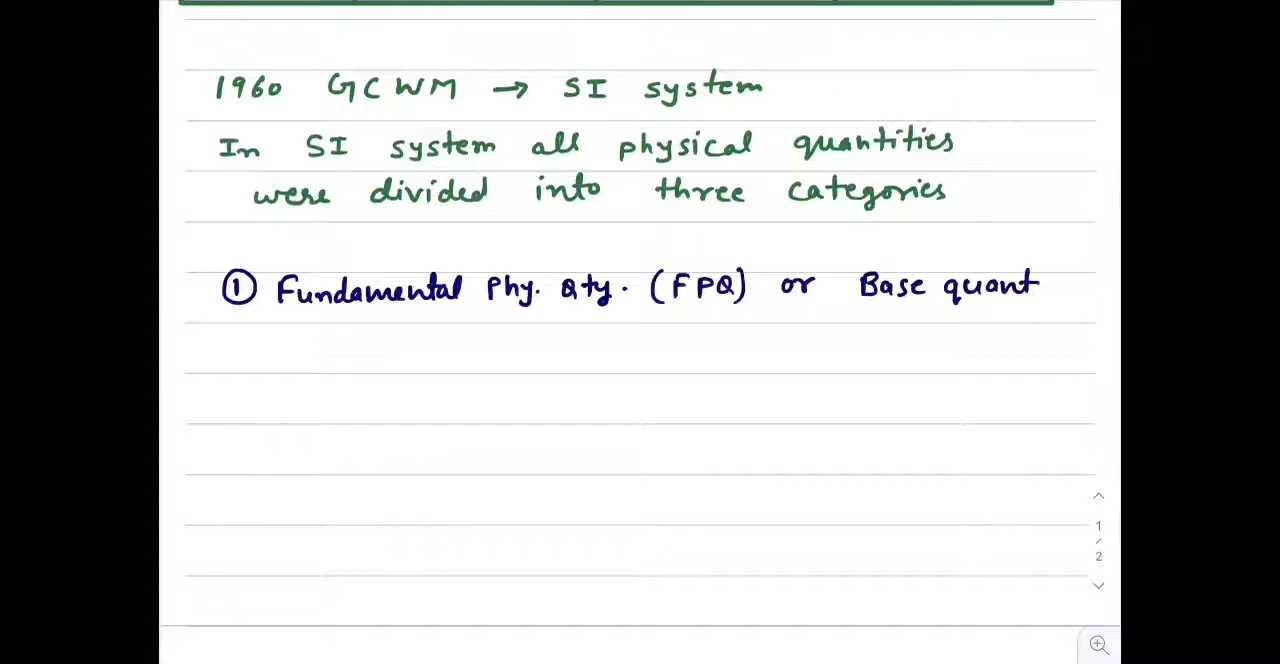 1960 GCWM → SI system
In SI system all physical quantities
were divided into three categories
① Fundamental Phy. Qty. (FPQ) or Base quant
1
/
2